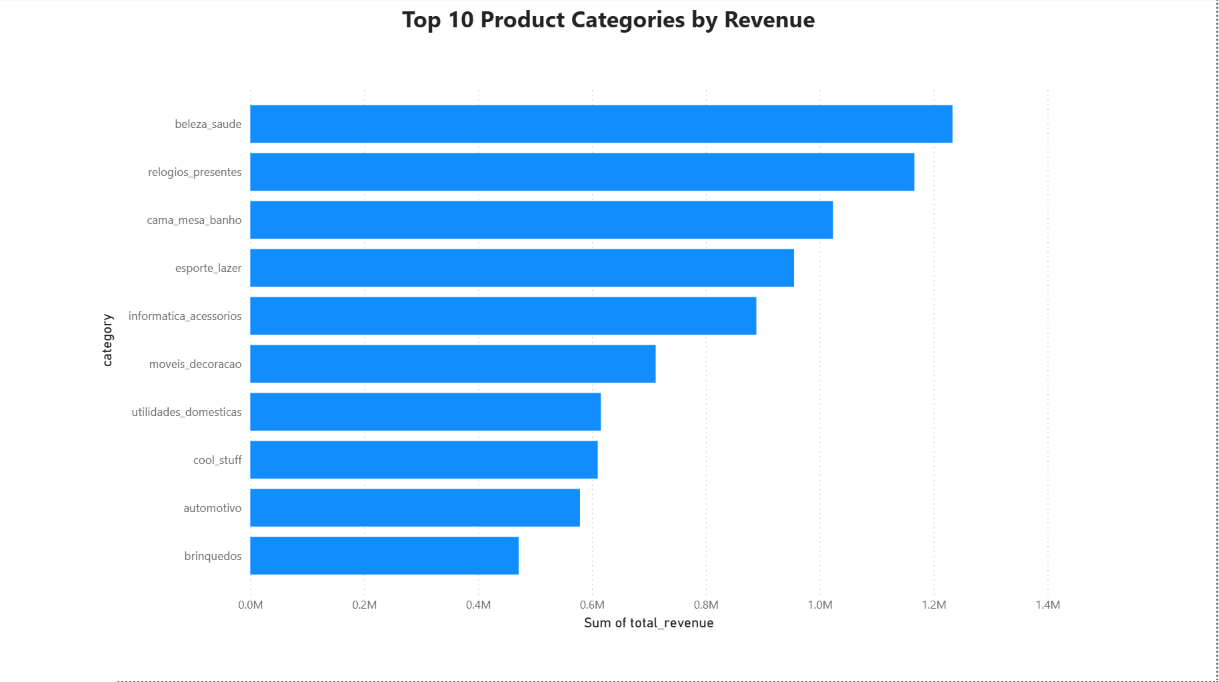 Top 10 Product Categories by Revenue
category
beleza_saude
relogios_presentes
cama_mesa_banho
esporte_lazer
informatica_acessorios
moveis_decoracao
utilidades_domesticas
cool_stuff
automotivo
brinquedos
0.0M 0.2M 0.4M 0.6M 0.8M 1.0M 1.2M 1.4M
Sum of total_revenue